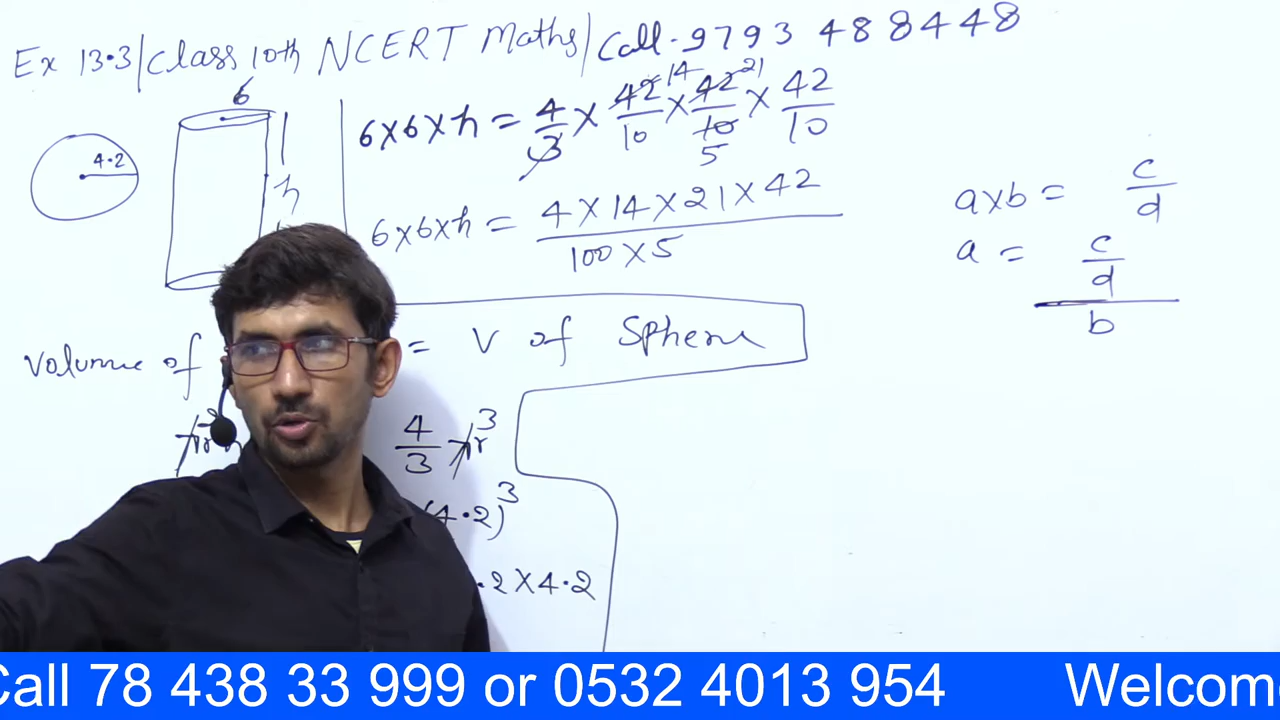 Ex 13.3/Class 10th NCERT Maths/Call.9793 488448
6
4.2
h
6×6×h = 4/3 × 42/10 ×14 42/10 ×21 42/10
5
6×6×h = 4×14×21×42 / 100×5
a×b = c/d
a = c/d / b
Volume of = V of Sphere
4/3 πr³
(4.2)³
.2×4.2
Call 78 438 33 999 or 0532 4013 954 Welcom